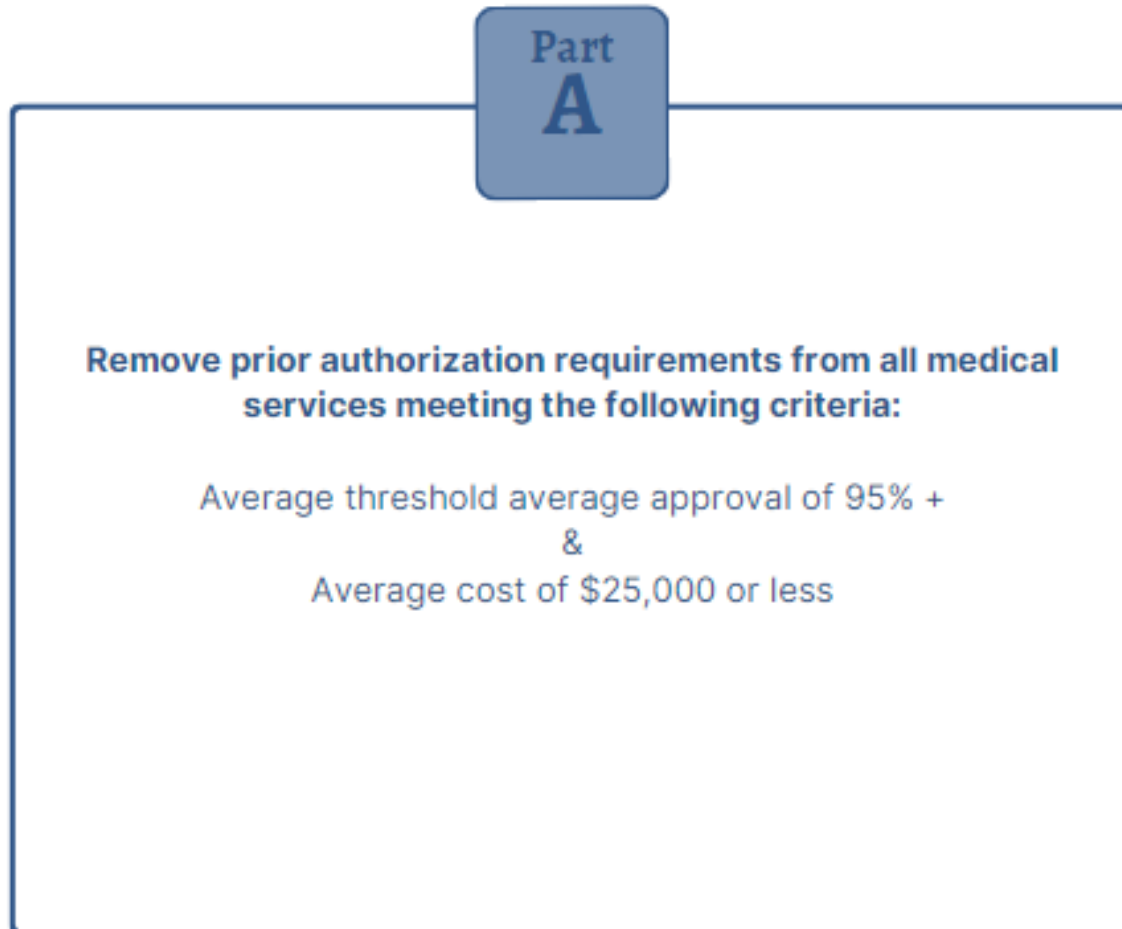 Part
A
Remove prior authorization requirements from all medical
services meeting the following criteria:
Average threshold average approval of 95% +
&
Average cost of $25,000 or less